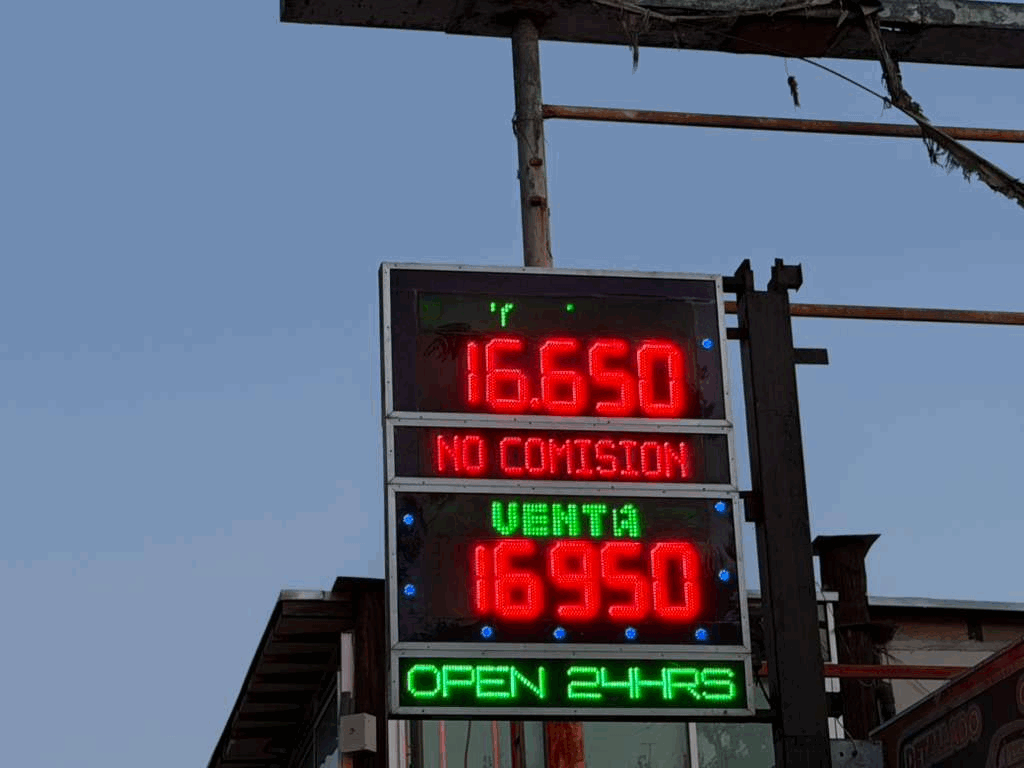 16.650
NO COMISION
VENTA
16950
OPEN 24HRS